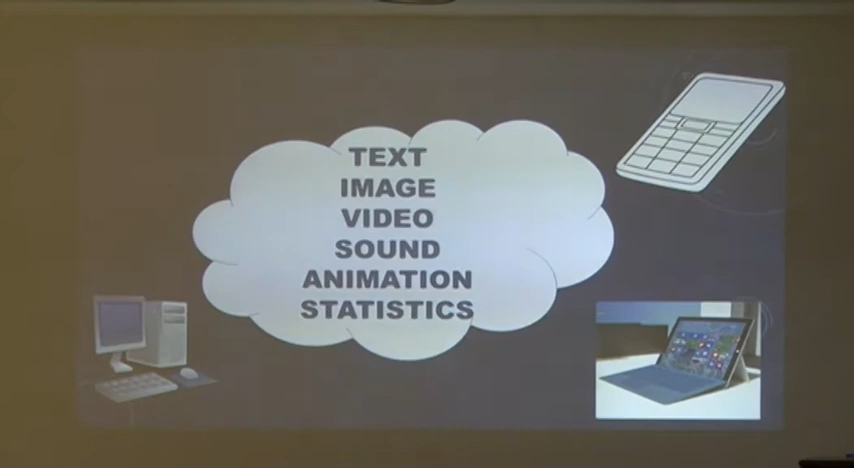 TEXT
IMAGE
VIDEO
SOUND
ANIMATION
STATISTICS